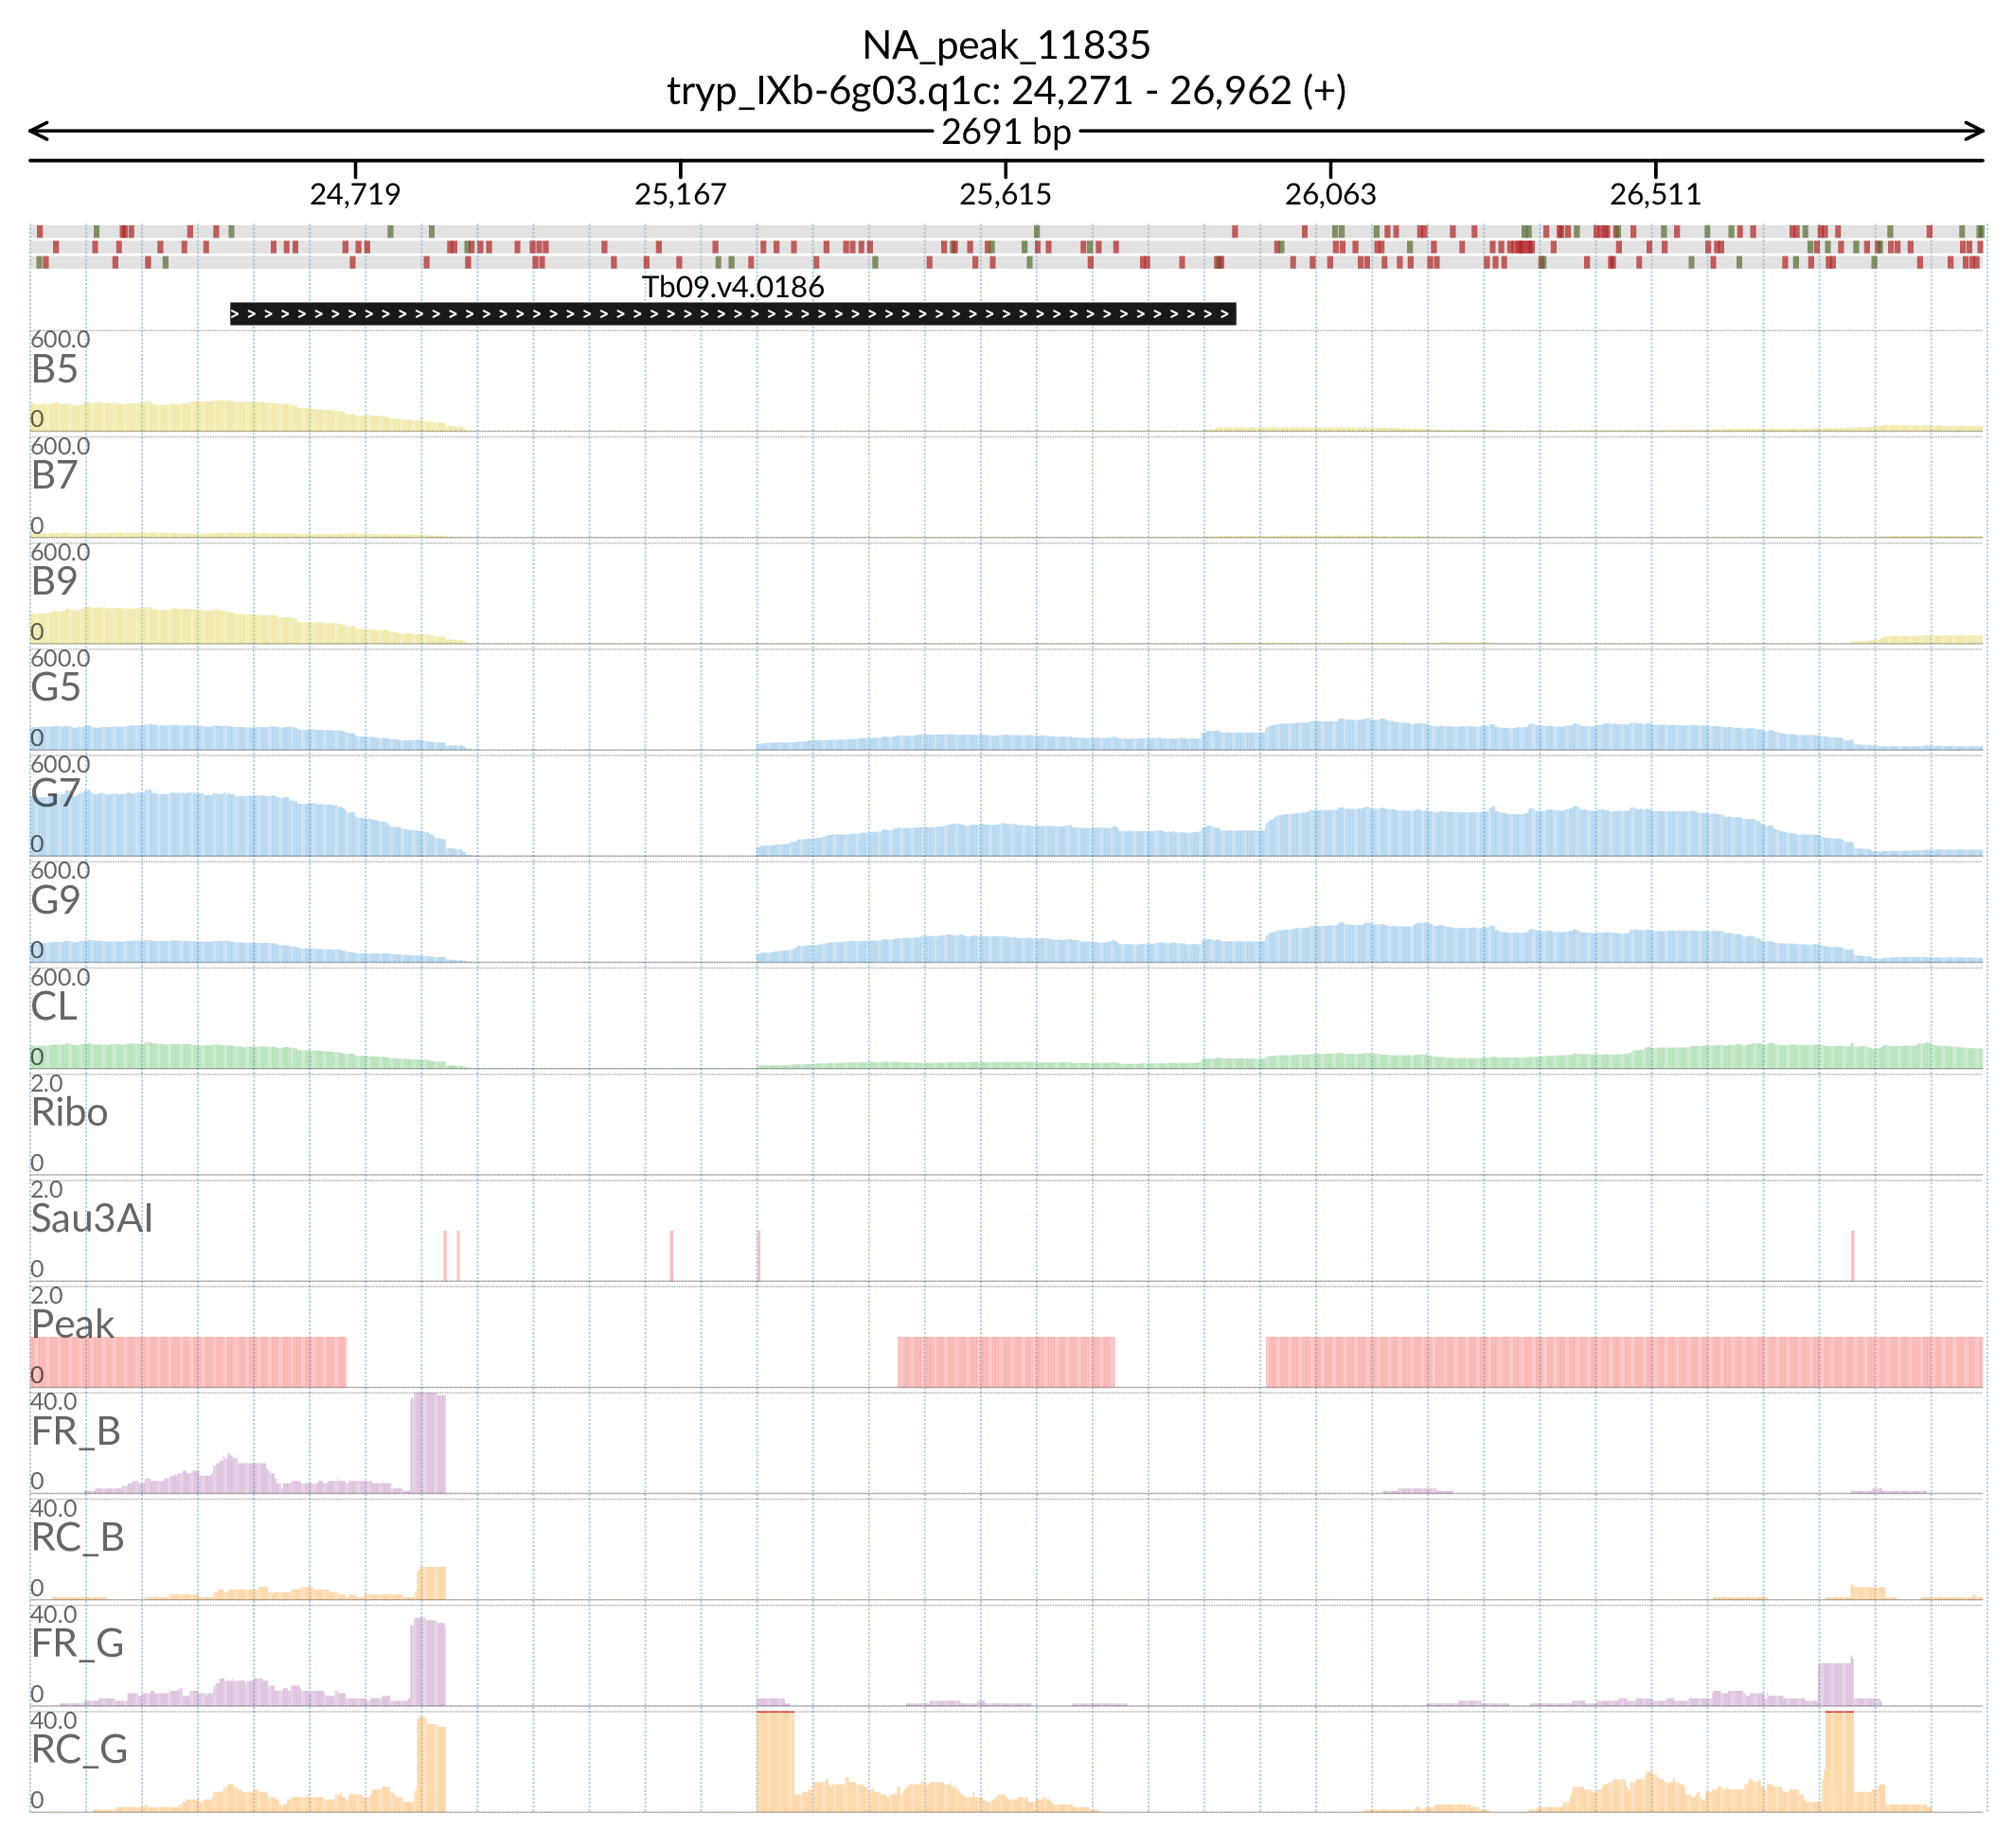 NA_peak_11835
tryp_IXb-6g03.q1c: 24,271 - 26,962 (+)
2691 bp
24,719 25,167 25,615 26,063 26,511
Tb09.v4.0186
600.0
B5
0
600.0
B7
0
600.0
B9
0
600.0
G5
0
600.0
G7
0
600.0
G9
0
600.0
CL
0
2.0
Ribo
0
2.0
Sau3AI
0
2.0
Peak
0
40.0
FR_B
0
40.0
RC_B
0
40.0
FR_G
0
40.0
RC_G
0